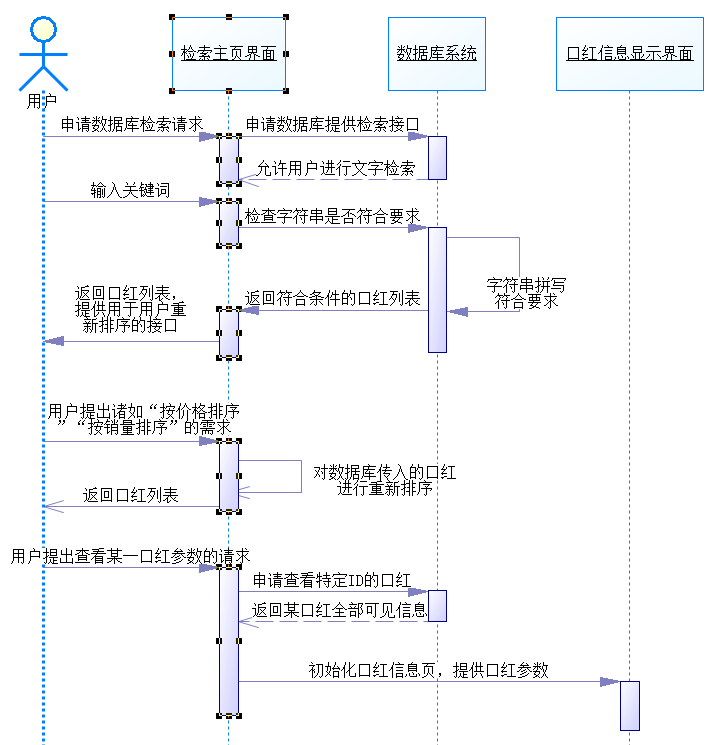 检索主页界面
数据库系统
口红信息显示界面
用户
申请数据库检索请求
申请数据库提供检索接口
允许用户进行文字检索
输入关键词
检查字符串是否符合要求
字符串拼写
符合要求
返回口红列表，
提供用于用户重
新排序的接口
返回符合条件的口红列表
用户提出诸如“按价格排序
”“按销量排序”的需求
对数据库传入的口红
进行重新排序
返回口红列表
用户提出查看某一口红参数的请求
申请查看特定ID的口红
返回某口红全部可见信息
初始化口红信息页，提供口红参数